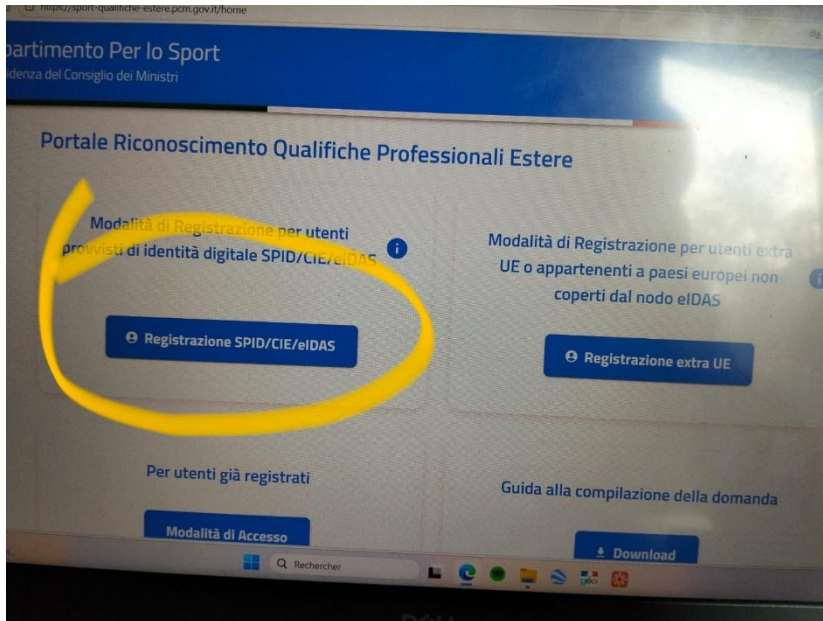 https://sport-qualifiche-estere.pcm.gov.it/home
partimento Per lo Sport
idenza del Consiglio dei Ministri
Portale Riconoscimento Qualifiche Professionali Estere
Modalità di Registrazione per utenti
provvisti di identità digitale SPID/CIE/eIDAS
Registrazione SPID/CIE/eIDAS
Modalità di Registrazione per utenti extra
UE o appartenenti a paesi europei non
coperti dal nodo eIDAS
Registrazione extra UE
Per utenti già registrati
Modalità di Accesso
Guida alla compilazione della domanda
Download
Rechercher